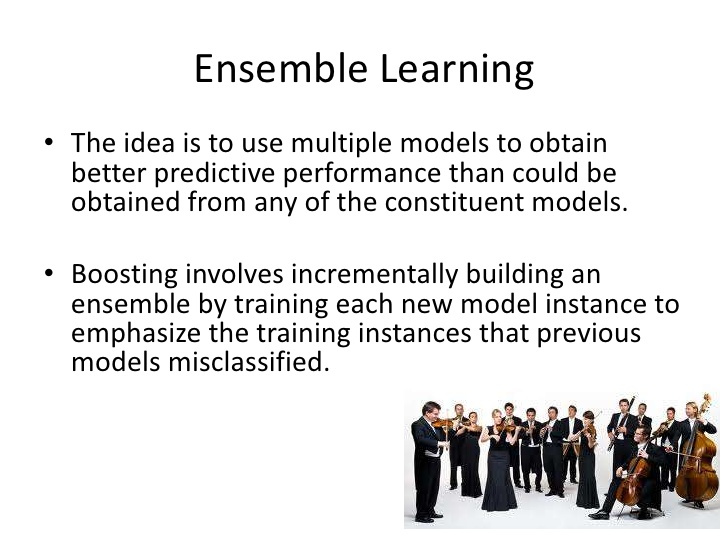 Ensemble Learning
• The idea is to use multiple models to obtain
better predictive performance than could be
obtained from any of the constituent models.
• Boosting involves incrementally building an
ensemble by training each new model instance to
emphasize the training instances that previous
models misclassified.